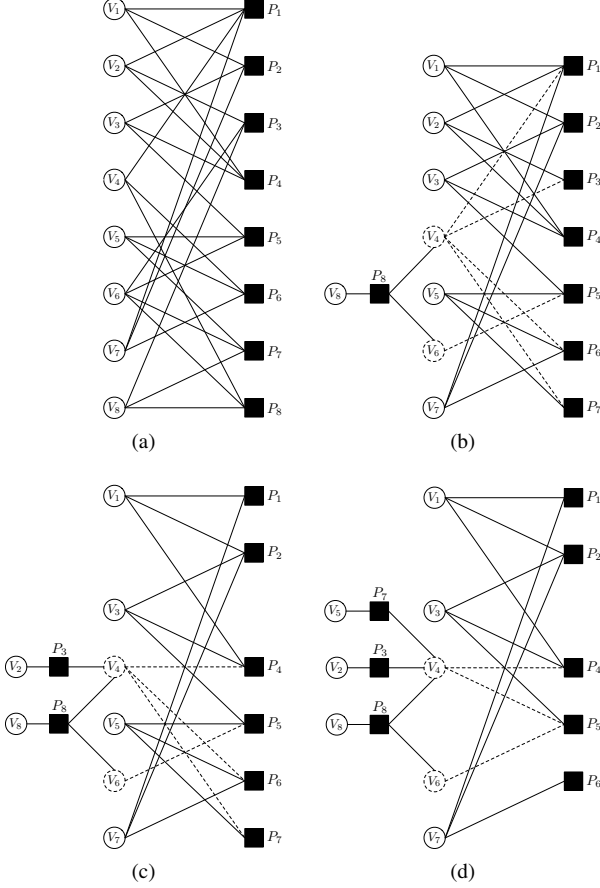 V1 P1
V2 P2
V3 P3
V4 P4
V5 P5
V6 P6
V7 P7
V8 P8
(a)
V1 P1
V2 P2
V3 P3
V4 P4
P8
V8 V5 P5
V6 P6
V7 P7
(b)
V1 P1
P2
V3
P3
V2 V4 P4
P8
V8 V5 P5
V6 P6
V7 P7
(c)
V1 P1
P2
P7
V5 V3
P3
V2 V4 P4
P8
V8 P5
V6 P6
V7
(d)